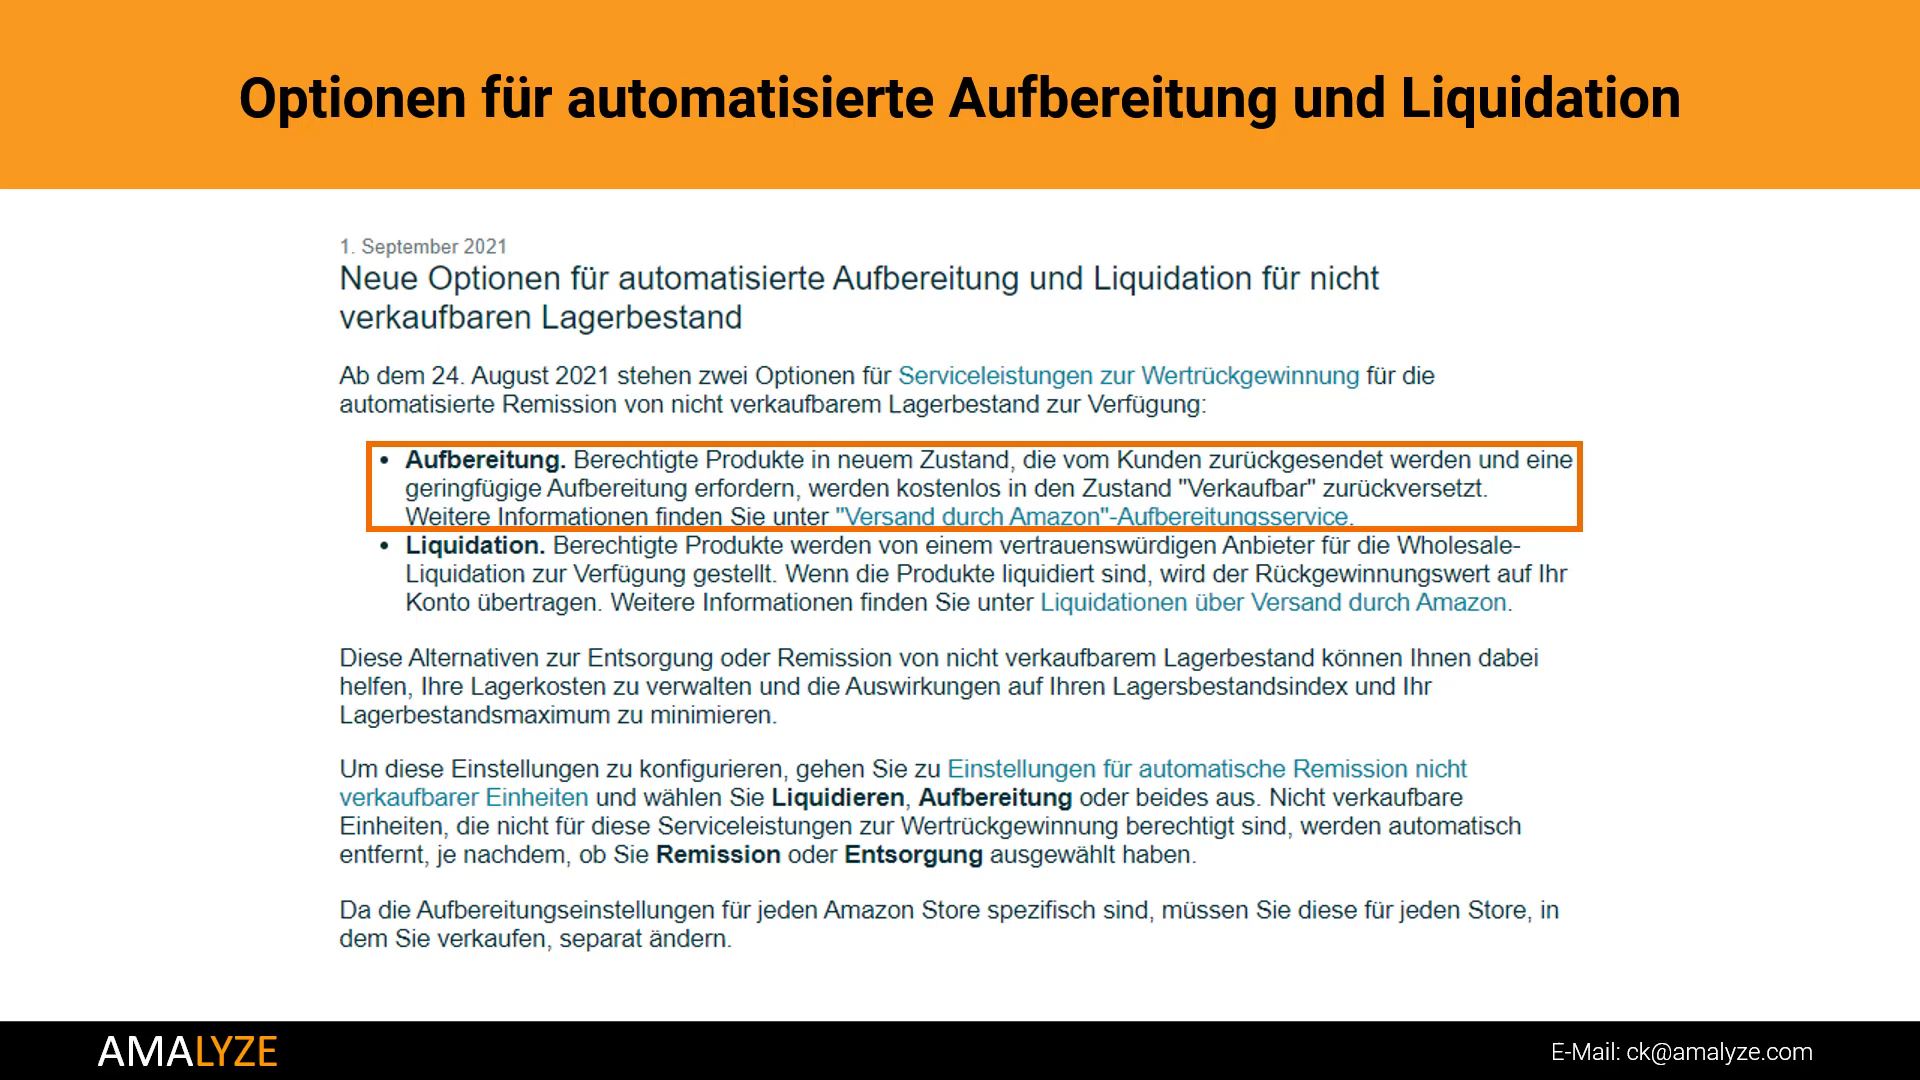 Optionen für automatisierte Aufbereitung und Liquidation
1. September 2021
Neue Optionen für automatisierte Aufbereitung und Liquidation für nicht
verkaufbaren Lagerbestand
Ab dem 24. August 2021 stehen zwei Optionen für Serviceleistungen zur Wertrückgewinnung für die
automatisierte Remission von nicht verkaufbarem Lagerbestand zur Verfügung:
• Aufbereitung. Berechtigte Produkte in neuem Zustand, die vom Kunden zurückgesendet werden und eine
geringfügige Aufbereitung erfordern, werden kostenlos in den Zustand "Verkaufbar" zurückversetzt.
Weitere Informationen finden Sie unter "Versand durch Amazon"-Aufbereitungsservice.
• Liquidation. Berechtigte Produkte werden von einem vertrauenswürdigen Anbieter für die Wholesale-
Liquidation zur Verfügung gestellt. Wenn die Produkte liquidiert sind, wird der Rückgewinnungswert auf Ihr
Konto übertragen. Weitere Informationen finden Sie unter Liquidationen über Versand durch Amazon.
Diese Alternativen zur Entsorgung oder Remission von nicht verkaufbarem Lagerbestand können Ihnen dabei
helfen, Ihre Lagerkosten zu verwalten und die Auswirkungen auf Ihren Lagersbestandsindex und Ihr
Lagerbestandsmaximum zu minimieren.
Um diese Einstellungen zu konfigurieren, gehen Sie zu Einstellungen für automatische Remission nicht
verkaufbarer Einheiten und wählen Sie Liquidieren, Aufbereitung oder beides aus. Nicht verkaufbare
Einheiten, die nicht für diese Serviceleistungen zur Wertrückgewinnung berechtigt sind, werden automatisch
entfernt, je nachdem, ob Sie Remission oder Entsorgung ausgewählt haben.
Da die Aufbereitungseinstellungen für jeden Amazon Store spezifisch sind, müssen Sie diese für jeden Store, in
dem Sie verkaufen, separat ändern.
AMALYZE
E-Mail: ck@amalyze.com